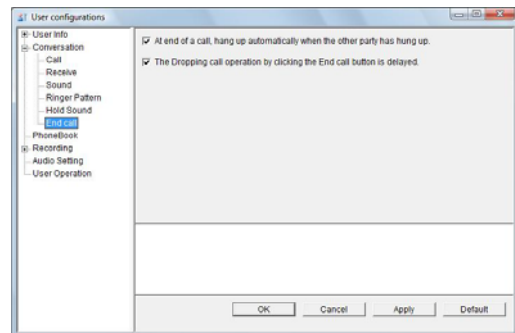 User configurations
User Info
Conversation
Call
Receive
Sound
Ringer Pattern
Hold Sound
End call
PhoneBook
Recording
Audio Setting
User Operation
At end of a call, hang up automatically when the other party has hung up.
The Dropping call operation by clicking the End call button is delayed.
OK Cancel Apply Default